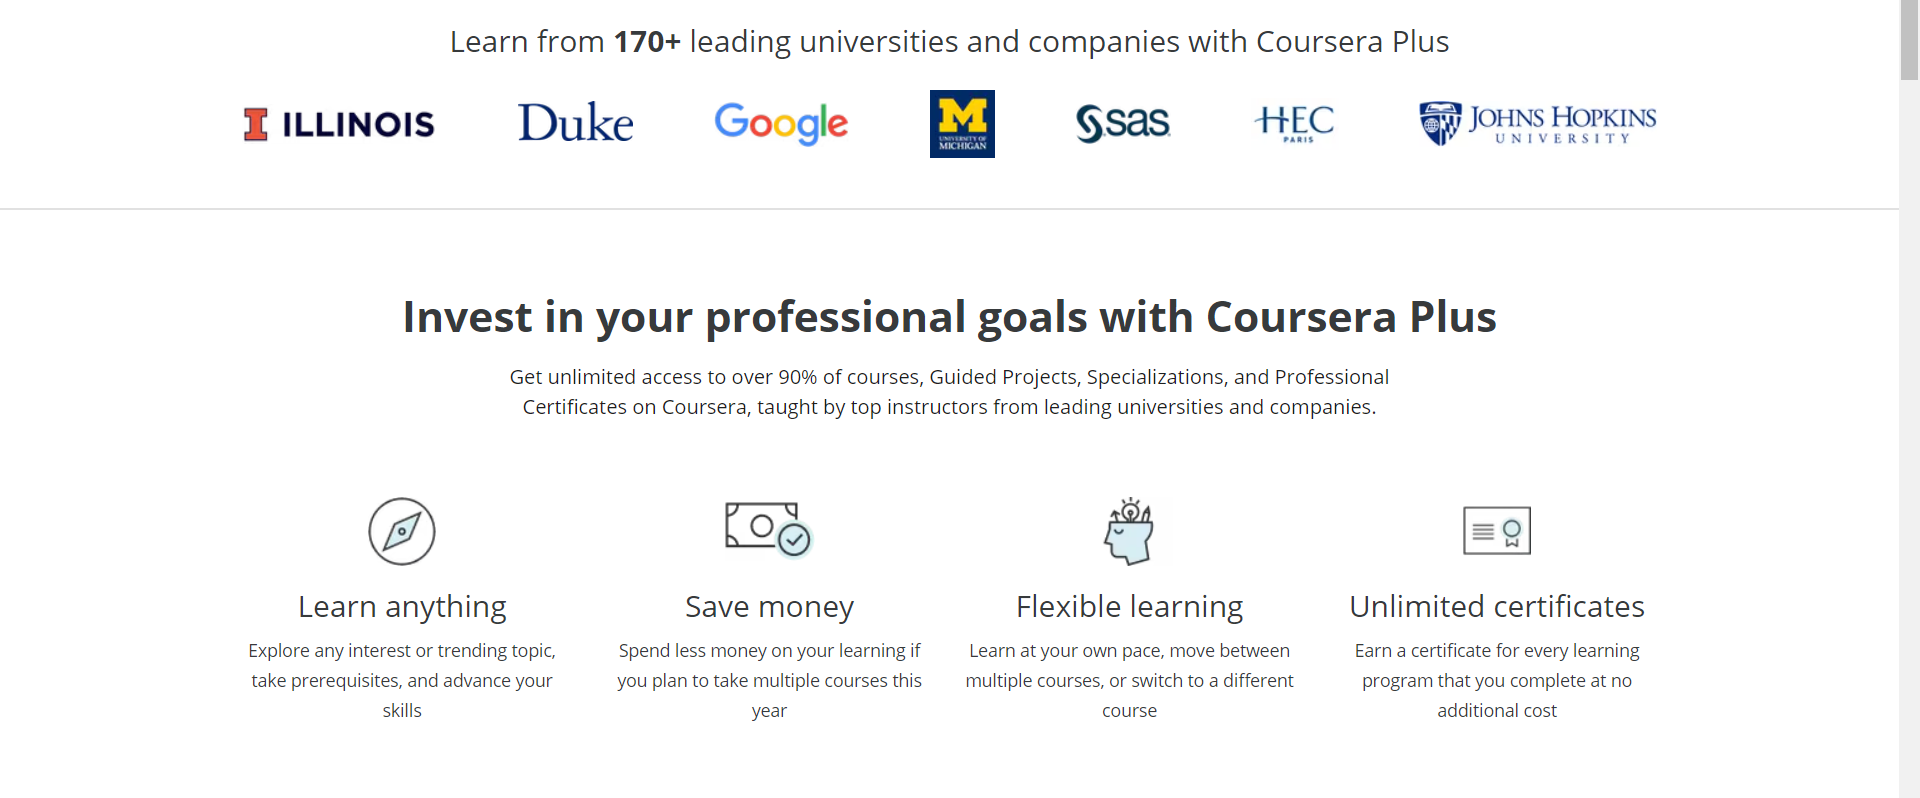 Learn from 170+ leading universities and companies with Coursera Plus
I ILLINOIS
Duke
Google
M
UNIVERSITY OF
MICHIGAN
sas
HEC
PARIS
JOHNS HOPKINS
UNIVERSITY
Invest in your professional goals with Coursera Plus
Get unlimited access to over 90% of courses, Guided Projects, Specializations, and Professional
Certificates on Coursera, taught by top instructors from leading universities and companies.
Learn anything
Explore any interest or trending topic,
take prerequisites, and advance your
skills
Save money
Spend less money on your learning if
you plan to take multiple courses this
year
Flexible learning
Learn at your own pace, move between
multiple courses, or switch to a different
course
Unlimited certificates
Earn a certificate for every learning
program that you complete at no
additional cost